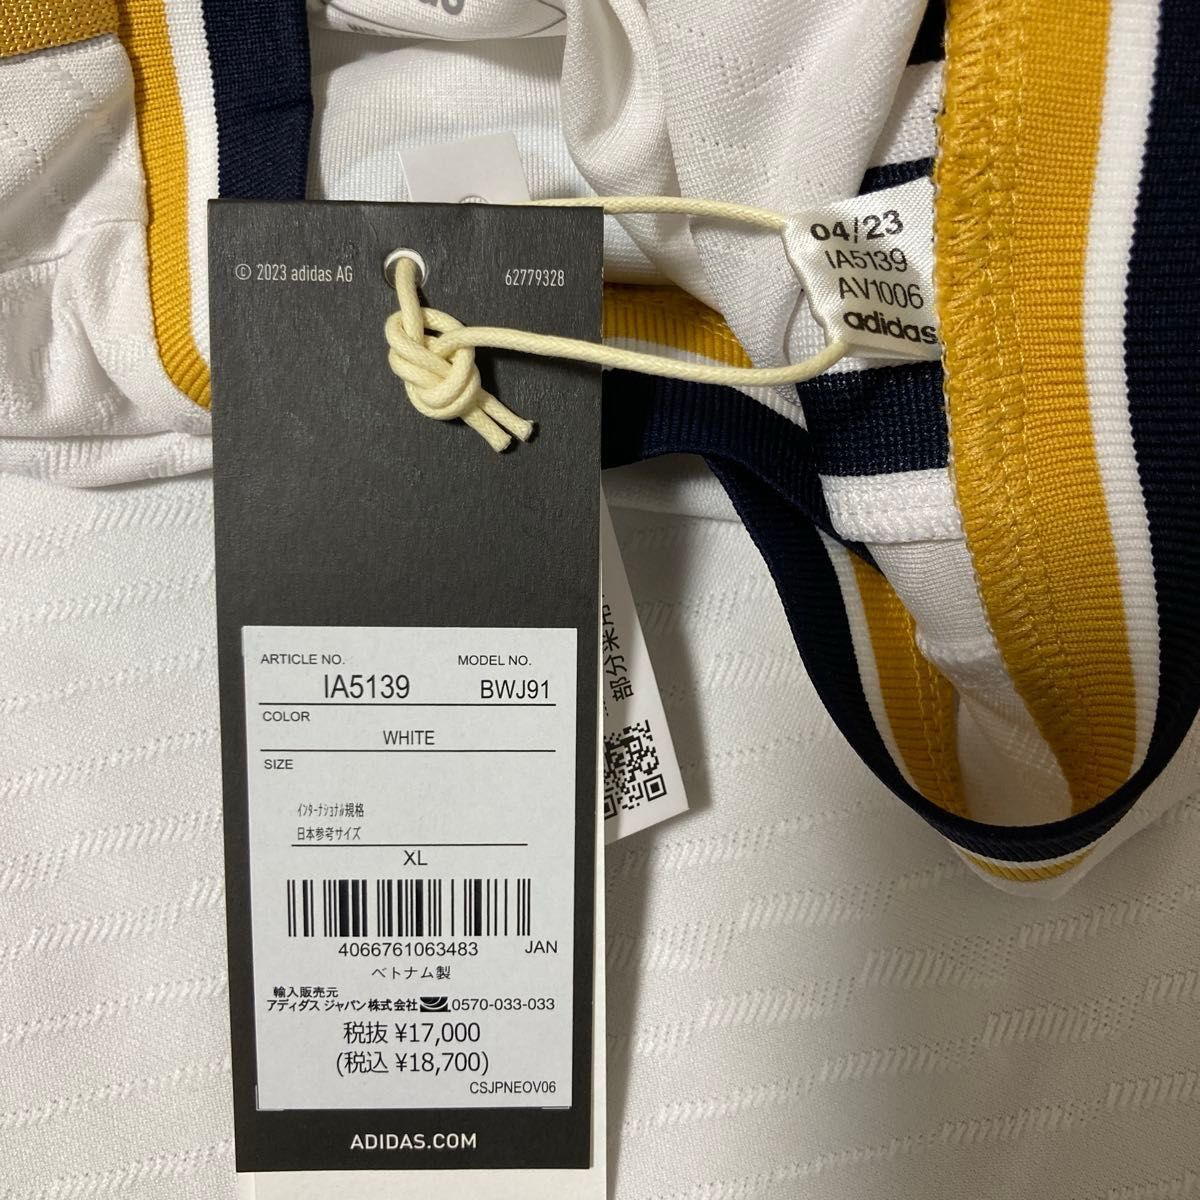 © 2023 adidas AG
62779328
04/23
IA5139
AV1006
adidas
ARTICLE NO. MODEL NO.
IA5139 BWJ91
COLOR
WHITE
SIZE
インターナショナル規格
日本参考サイズ
XL
4066761063483 JAN
ベトナム製
輸入販売元
アディダス ジャパン株式会社 0570-033-033
税抜 ¥17,000
(税込 ¥18,700)
CSJPNEOV06
ADIDAS.COM
部分採用